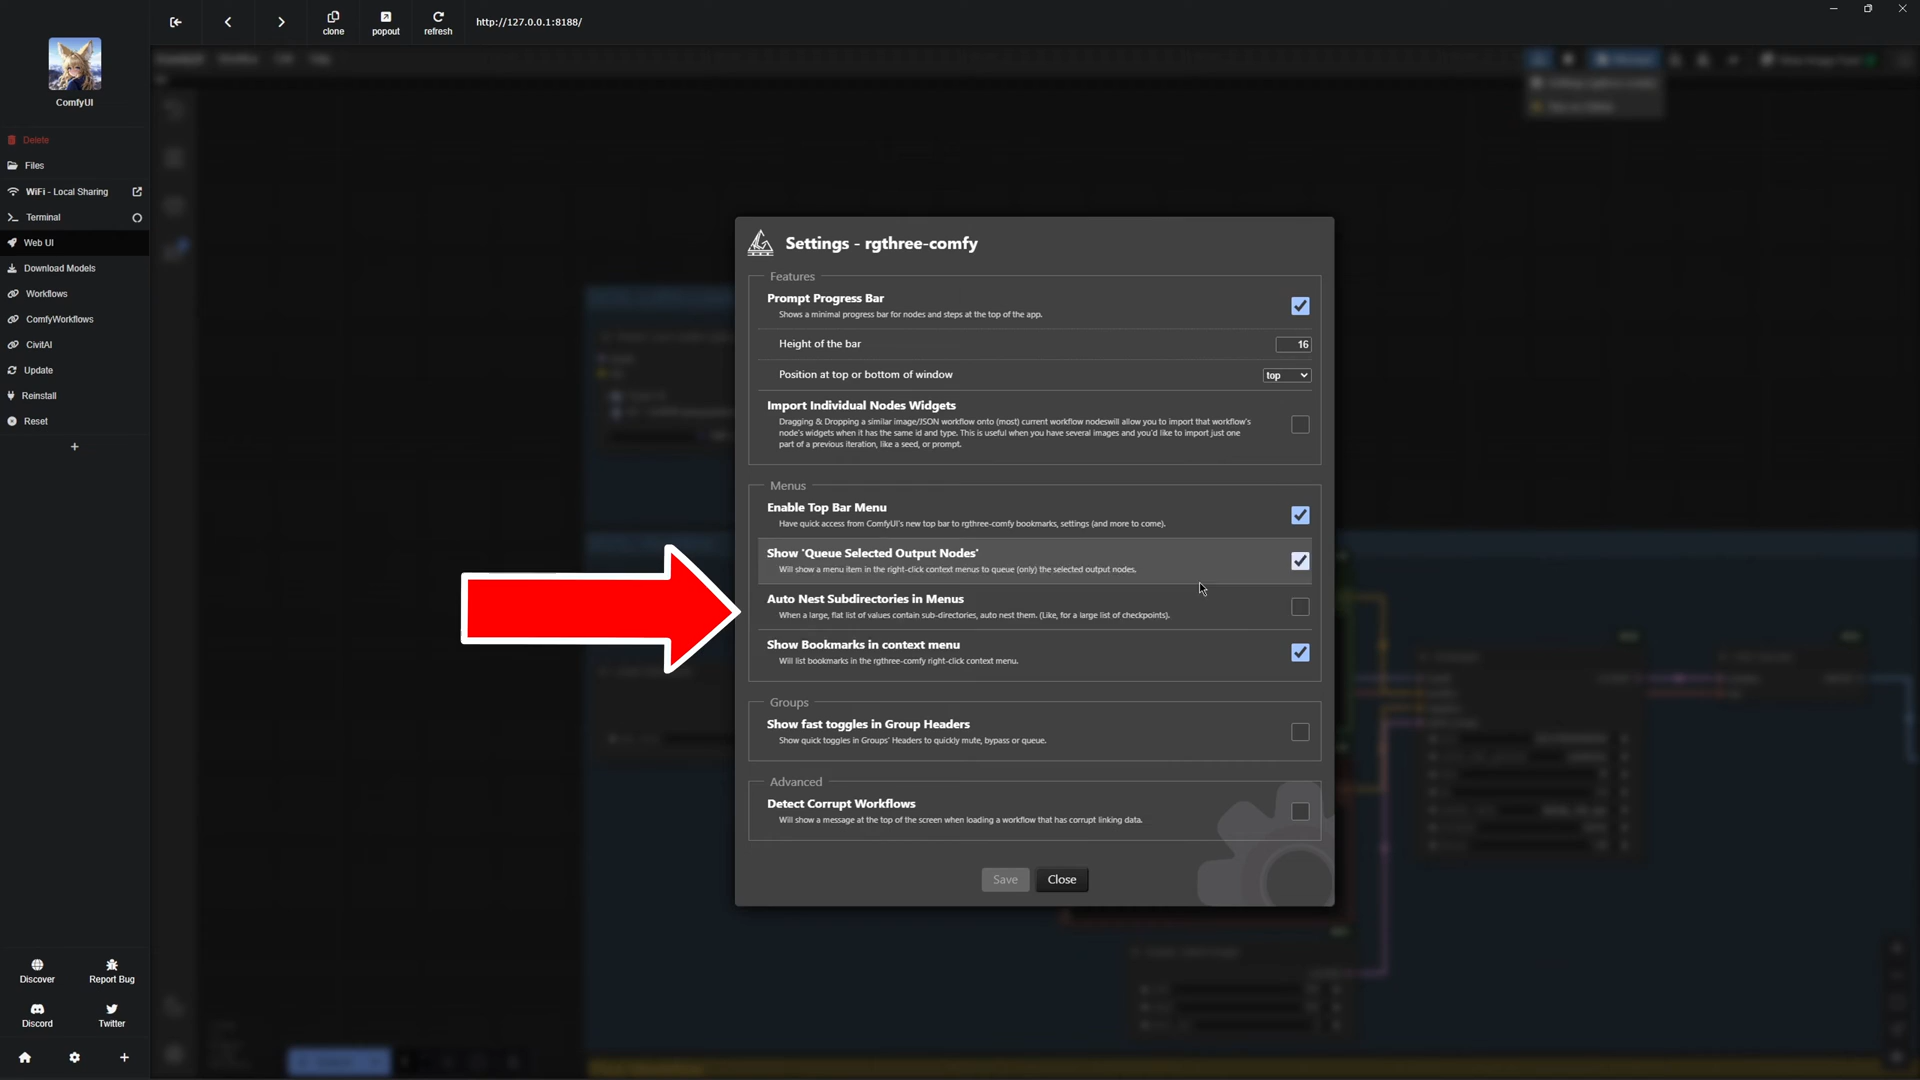 clone
popout
refresh
http://127.0.0.1:8188/
ComfyUI
Delete
Files
WiFi - Local Sharing
Terminal
Web UI
Download Models
Workflows
ComfyWorkflows
CivitAI
Update
Reinstall
Reset
Discover
Report Bug
Discord
Twitter
Settings - rgthree-comfy
Features
Prompt Progress Bar
Shows a minimal progress bar for nodes and steps at the top of the app.
Height of the bar
16
Position at top or bottom of window
top
Import Individual Nodes Widgets
Dragging & Dropping a similar image/JSON workflow onto (most) current workflow nodeswill allow you to import that workflow's
node's widgets when it has the same id and type. This is useful when you have several images and you'd like to import just one
part of a previous iteration, like a seed, or prompt.
Menus
Enable Top Bar Menu
Have quick access from ComfyUI's new top bar to rgthree-comfy bookmarks, settings (and more to come).
Show 'Queue Selected Output Nodes'
Will show a menu item in the right-click context menus to queue (only) the selected output nodes.
Auto Nest Subdirectories in Menus
When a large, flat list of values contain sub-directories, auto nest them. (Like, for a large list of checkpoints).
Show Bookmarks in context menu
Will list bookmarks in the rgthree-comfy right-click context menu.
Groups
Show fast toggles in Group Headers
Show quick toggles in Groups' Headers to quickly mute, bypass or queue.
Advanced
Detect Corrupt Workflows
Will show a message at the top of the screen when loading a workflow that has corrupt linking data.
Save
Close